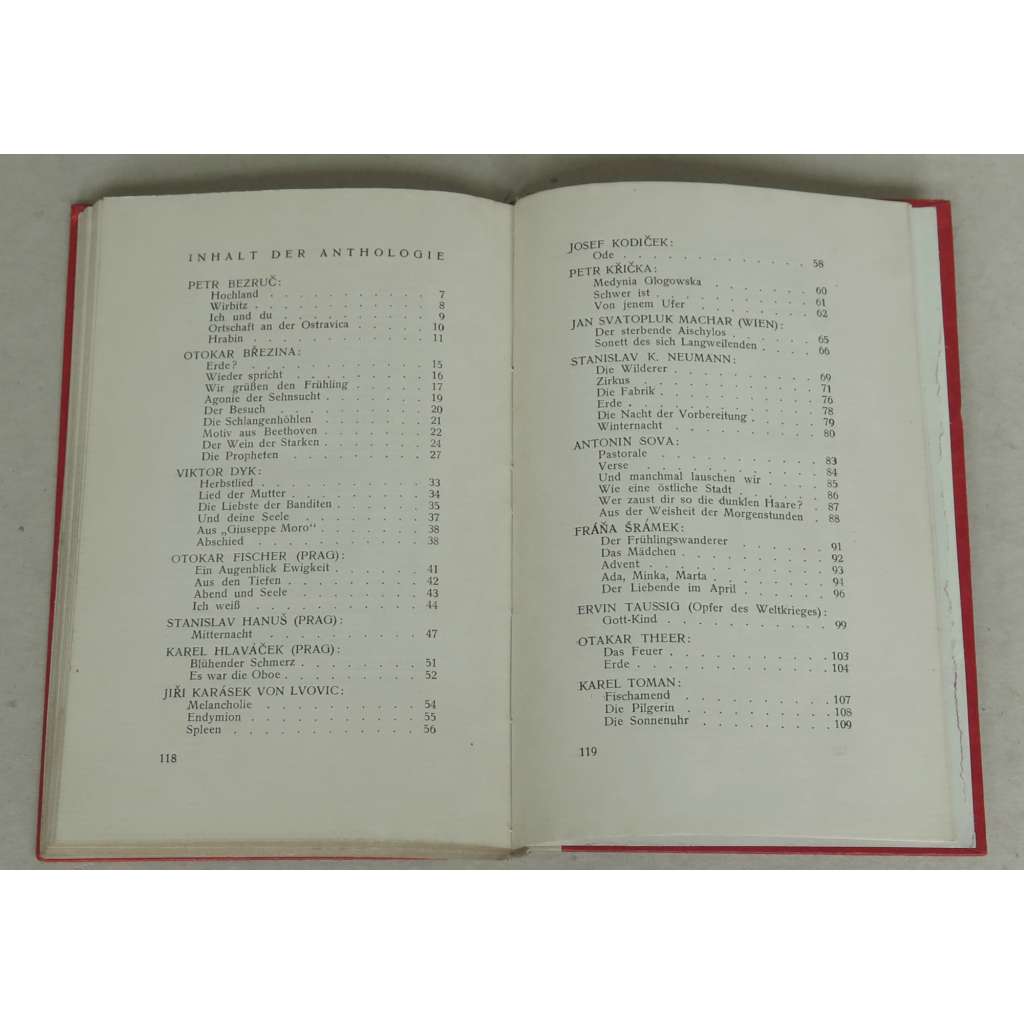 INHALT DER ANTHOLOGIE
PETR BEZRUČ:
Hochland . . . . . . . . . . . . 7
Wirbitz . . . . . . . . . . . . 8
Ich und du . . . . . . . . . . . 9
Ortschaft an der Ostravica . . . . . 10
Hrabin . . . . . . . . . . . . 11
OTOKAR BŘEZINA:
Erde? . . . . . . . . . . . . 15
Wieder spricht . . . . . . . . . 16
Wir grüßen den Frühling . . . . . . 17
Agonie der Sehnsucht . . . . . . . 19
Der Besuch . . . . . . . . . . 20
Die Schlangenhöhlen . . . . . . . 21
Motiv aus Beethoven . . . . . . . 22
Der Wein der Starken . . . . . . . 24
Die Propheten . . . . . . . . . 27
VIKTOR DYK:
Herbstlied . . . . . . . . . . 33
Lied der Mutter . . . . . . . . . 34
Die Liebste der Banditen . . . . . . 35
Und deine Seele . . . . . . . . 37
Aus „Giuseppe Moro“ . . . . . . . 38
Abschied . . . . . . . . . . . 38
OTOKAR FISCHER (PRAG):
Ein Augenblick Ewigkeit . . . . . . 41
Aus den Tiefen . . . . . . . . . 42
Abend und Seele . . . . . . . . 43
Ich weiß . . . . . . . . . . . 44
STANISLAV HANUŠ (PRAG):
Mitternacht . . . . . . . . . . 47
KAREL HLAVÁČEK (PRAG):
Blühender Schmerz . . . . . . . . 51
Es war die Oboe . . . . . . . . . 52
JIŘI KARÁSEK VON LVOVIC:
Melancholie . . . . . . . . . . 54
Endymion . . . . . . . . . . . 55
Spleen . . . . . . . . . . . . 56
118
JOSEF KODIČEK:
Ode . . . . . . . . . . . . 58
PETR KŘIČKA:
Medynia Glogowska . . . . . . . 60
Schwer ist . . . . . . . . . . 61
Von jenem Ufer . . . . . . . . . 62
JAN SVATOPLUK MACHAR (WIEN):
Der sterbende Aischylos . . . . . . 65
Sonett des sich Langweilenden . . . . 66
STANISLAV K. NEUMANN:
Die Wilderer . . . . . . . . . . 69
Zirkus . . . . . . . . . . . . 71
Die Fabrik . . . . . . . . . . . 76
Erde . . . . . . . . . . . . . 78
Die Nacht der Vorbereitung . . . . . 79
Winternacht . . . . . . . . . . 80
ANTONIN SOVA:
Pastorale . . . . . . . . . . . 83
Verse . . . . . . . . . . . . 84
Und manchmal lauschen wir . . . . . 85
Wie eine östliche Stadt . . . . . . 86
Wer zaust dir so die dunklen Haare? . . 87
Aus der Weisheit der Morgenstunden . . 88
FRÁŇA ŠRÁMEK:
Der Frühlingswanderer . . . . . . 91
Das Mädchen . . . . . . . . . . 92
Advent . . . . . . . . . . . . 93
Ada, Minka, Marta . . . . . . . . 94
Der Liebende im April . . . . . . . 96
ERVIN TAUSSIG (Opfer des Weltkrieges):
Gott-Kind . . . . . . . . . . . 99
OTAKAR THEER:
Das Feuer . . . . . . . . . . . 103
Erde . . . . . . . . . . . . . 104
KAREL TOMAN:
Fischamend . . . . . . . . . . 107
Die Pilgerin . . . . . . . . . . 108
Die Sonnenuhr . . . . . . . . . 109
119